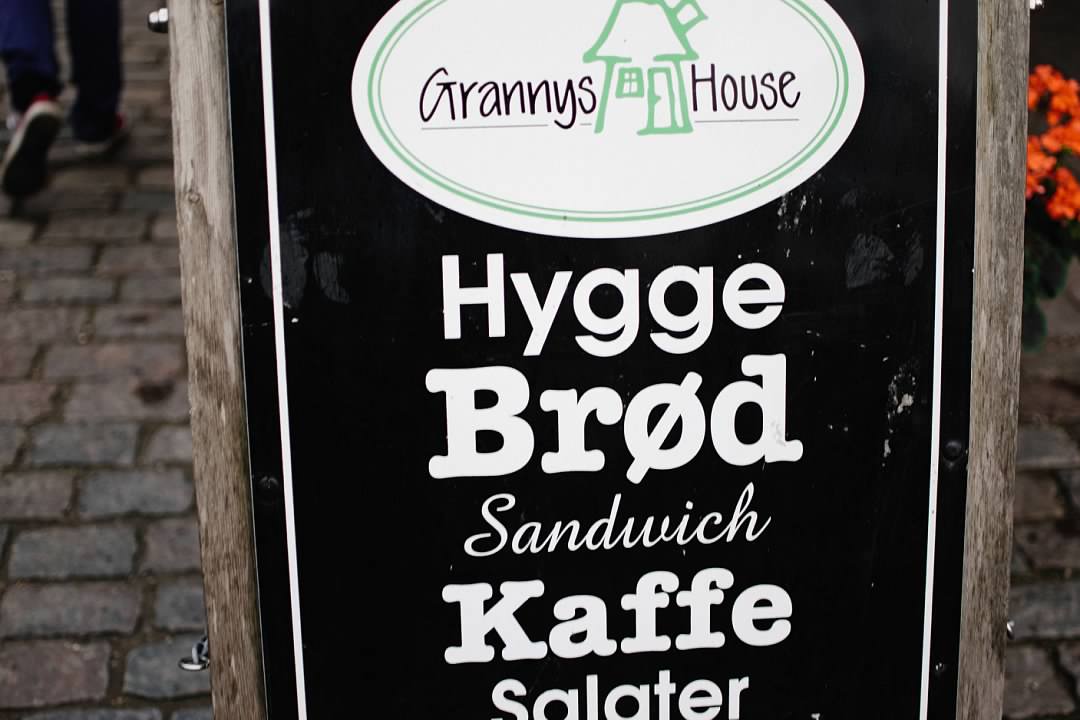 Grannys House
Hygge
Brød
Sandwich
Kaffe
Salater